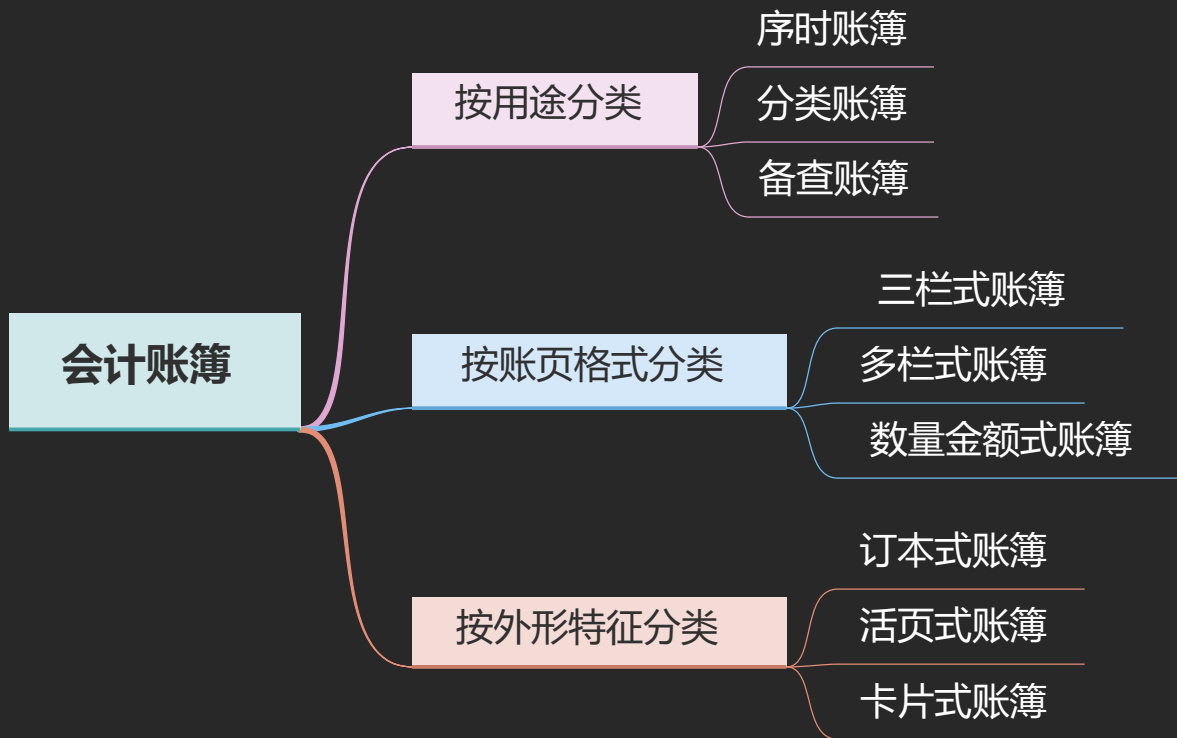 会计账簿
按用途分类
序时账簿
分类账簿
备查账簿
按账页格式分类
三栏式账簿
多栏式账簿
数量金额式账簿
按外形特征分类
订本式账簿
活页式账簿
卡片式账簿